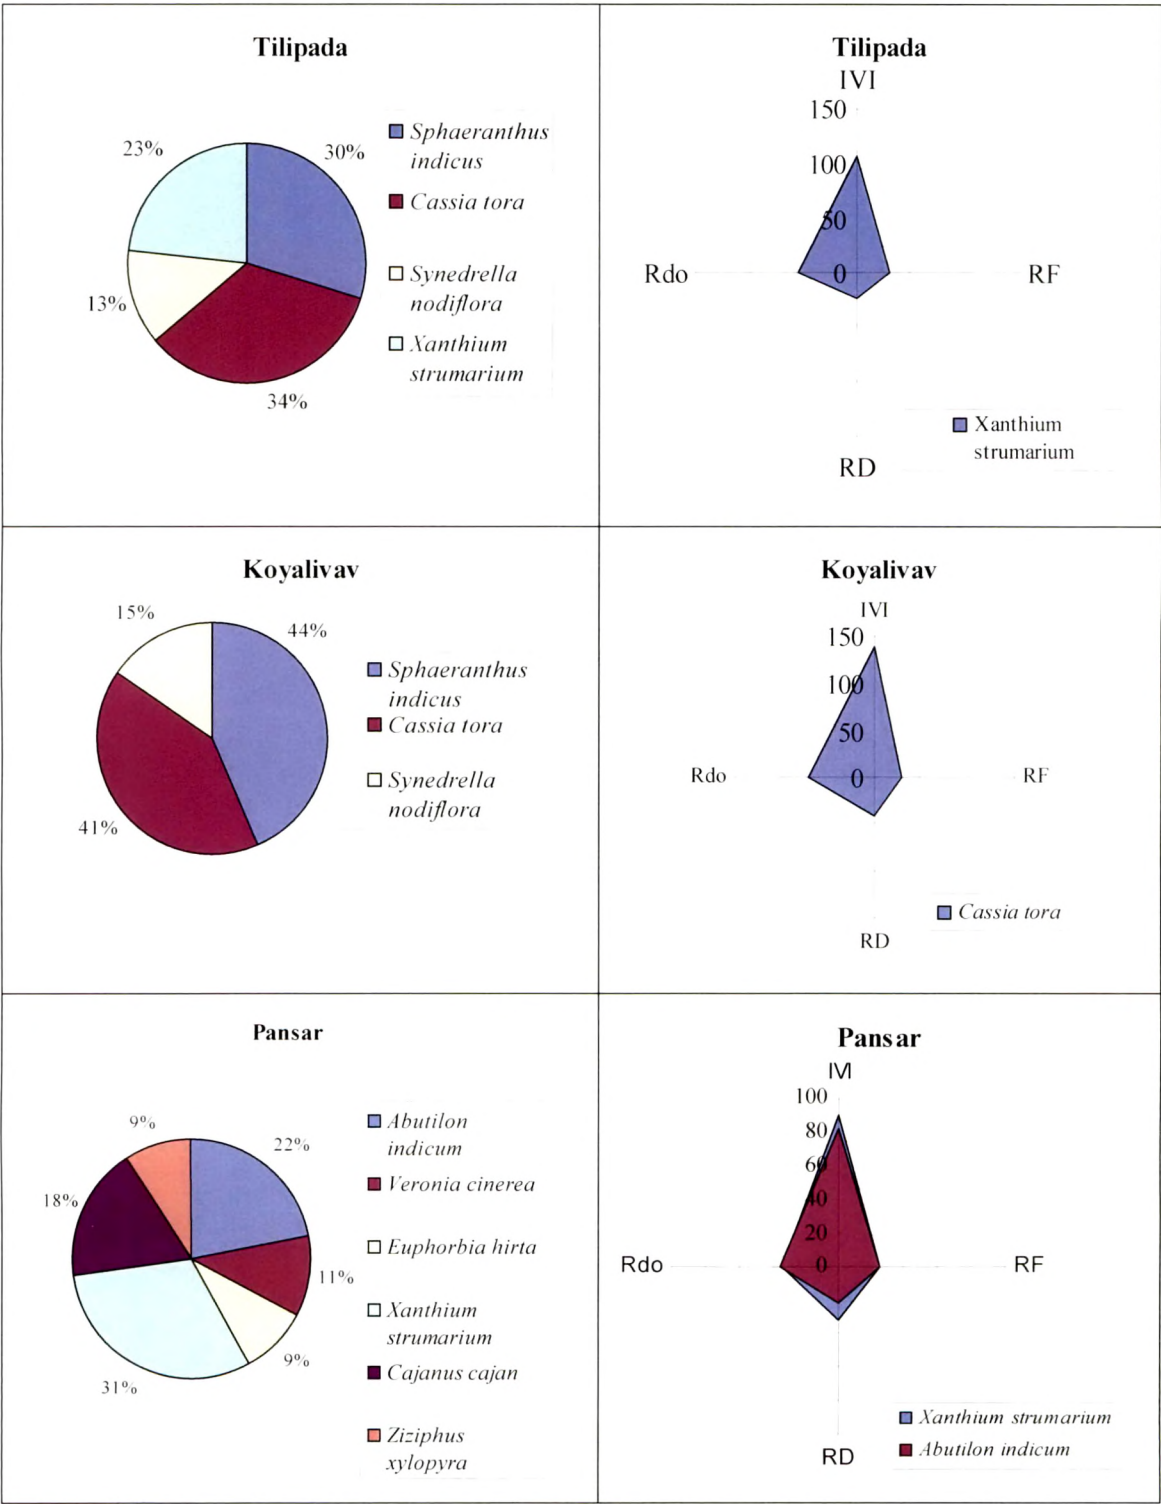 Tilipada
23%
30%
13%
34%
Sphaeranthus
indicus
Cassia tora
Synedrella
nodiflora
Xanthium
strumarium
Tilipada
IVI
150
100
50
0
Rdo
RF
RD
Xanthium
strumarium
Koyalivav
15%
44%
41%
Sphaeranthus
indicus
Cassia tora
Synedrella
nodiflora
Koyalivav
IVI
150
100
50
0
Rdo
RF
RD
Cassia tora
Pansar
9%
22%
18%
11%
9%
31%
Abutilon
indicum
Veronia cinerea
Euphorbia hirta
Xanthium
strumarium
Cajanus cajan
Ziziphus
xylopyra
Pansar
IVI
100
80
60
40
20
0
Rdo
RF
RD
Xanthium strumarium
Abutilon indicum